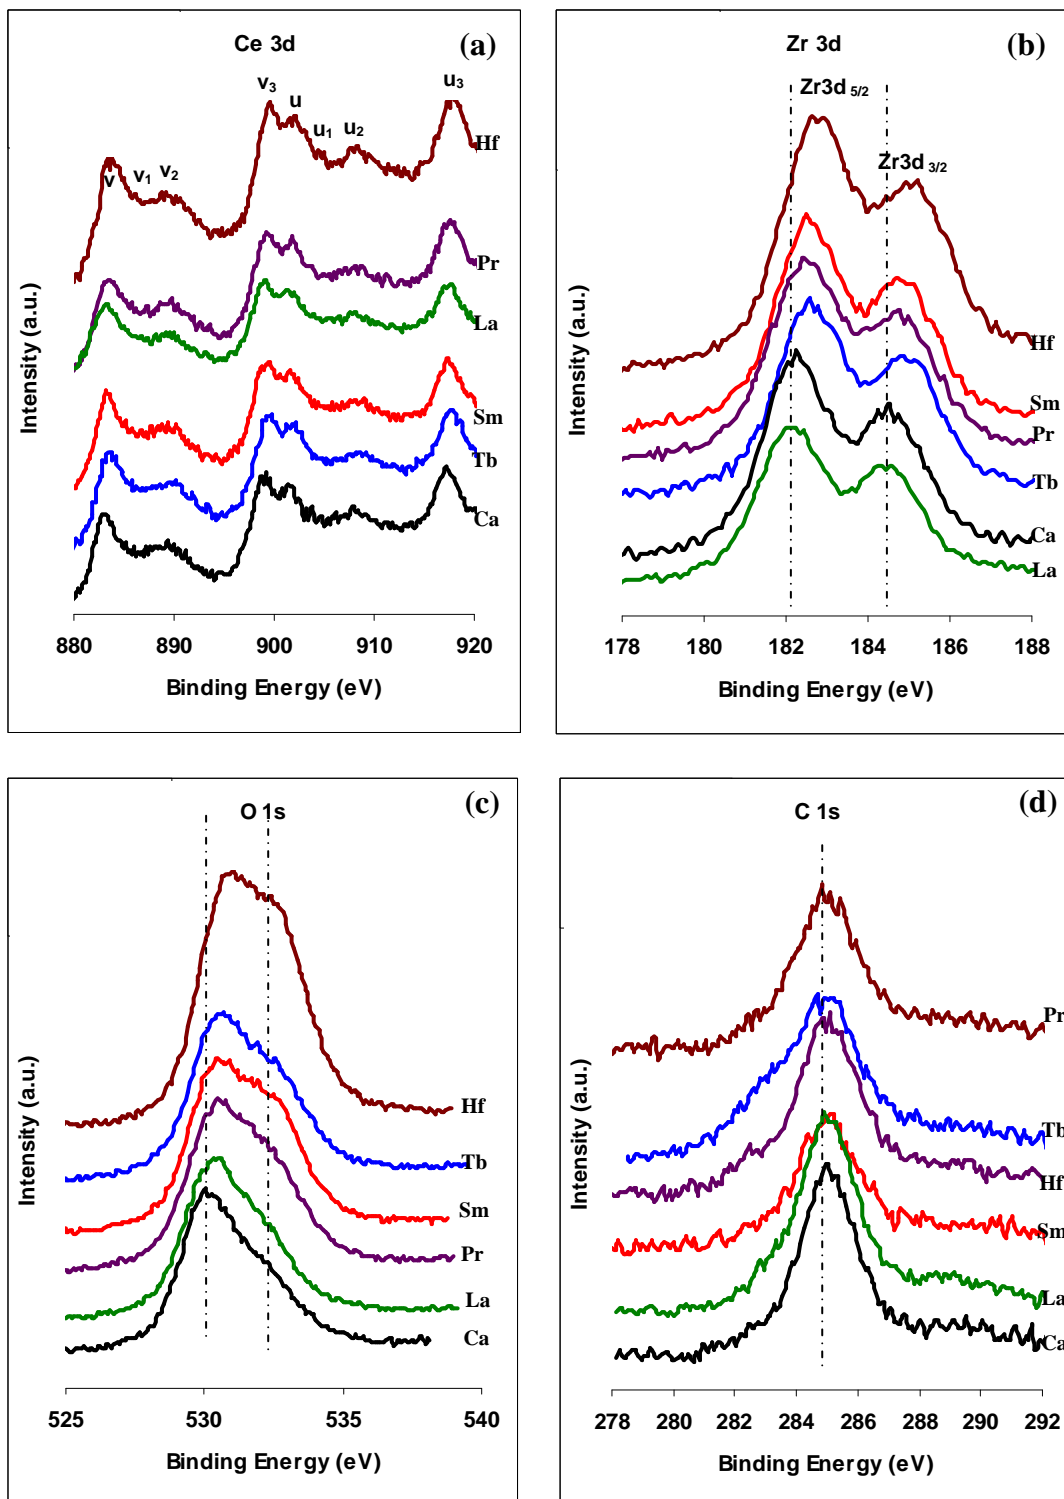 Ce 3d
(a)
v3
u
u1
u2
u3
Hf
v
v1
v2
Pr
La
Sm
Tb
Ca
Intensity (a.u.)
880 890 900 910 920
Binding Energy (eV)
Zr 3d
(b)
Zr3d 5/2
Zr3d 3/2
Hf
Sm
Pr
Tb
Ca
La
Intensity (a.u.)
178 180 182 184 186 188
Binding Energy (eV)
O 1s
(c)
Hf
Tb
Sm
Pr
La
Ca
Intensity (a.u.)
525 530 535 540
Binding Energy (eV)
C 1s
(d)
Pr
Tb
Hf
Sm
La
Ca
Intensity (a.u.)
278 280 282 284 286 288 290 292
Binding Energy (eV)